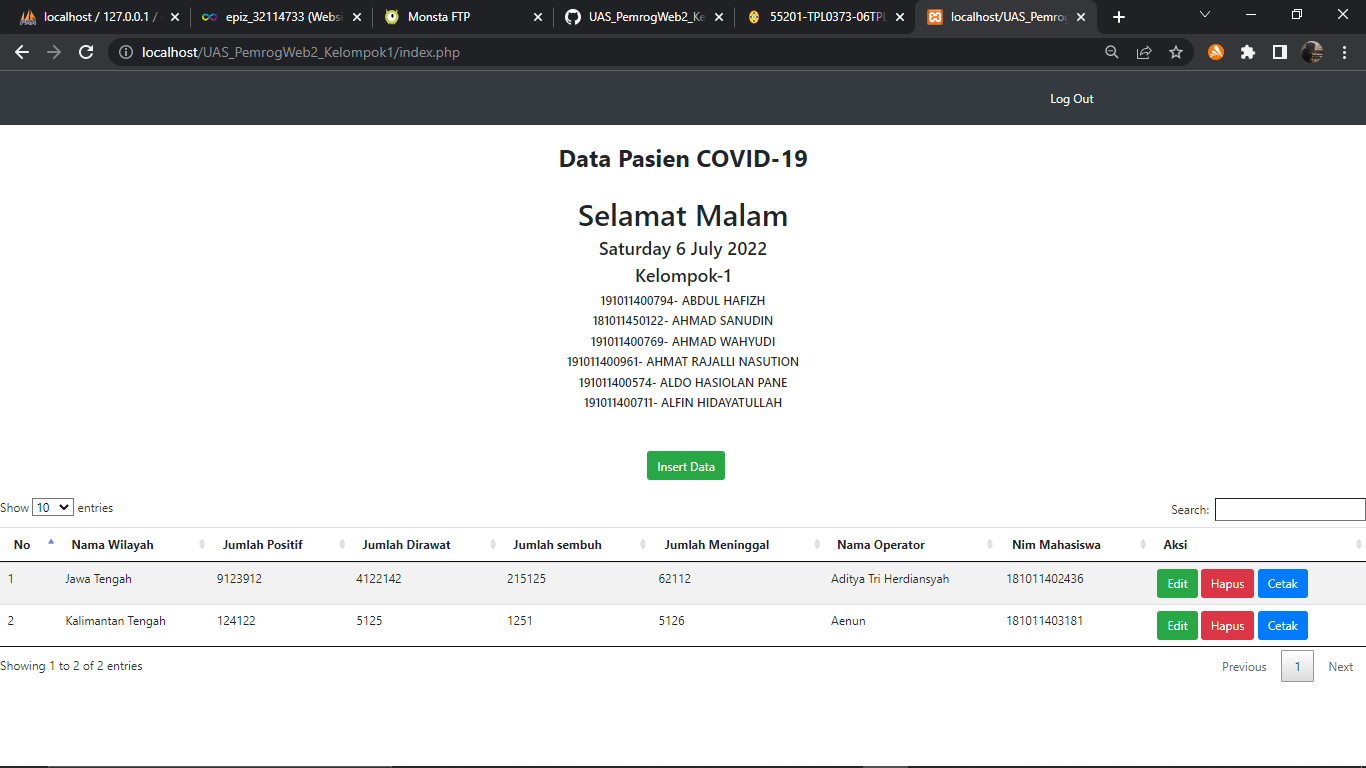 localhost / 127.0.0.1 /
epiz_32114733 (Websi
Monsta FTP
UAS_PemrogWeb2_Ke
55201-TPL0373-06TPL
localhost/UAS_Pemrog
localhost/UAS_PemrogWeb2_Kelompok1/index.php
Log Out
Data Pasien COVID-19
Selamat Malam
Saturday 6 July 2022
Kelompok-1
191011400794- ABDUL HAFIZH
181011450122- AHMAD SANUDIN
191011400769- AHMAD WAHYUDI
191011400961- AHMAT RAJALLI NASUTION
191011400574- ALDO HASIOLAN PANE
191011400711- ALFIN HIDAYATULLAH
Insert Data
Show 10 entries Search:
No Nama Wilayah Jumlah Positif Jumlah Dirawat Jumlah sembuh Jumlah Meninggal Nama Operator Nim Mahasiswa Aksi
1 Jawa Tengah 9123912 4122142 215125 62112 Aditya Tri Herdiansyah 181011402436 Edit Hapus Cetak
2 Kalimantan Tengah 124122 5125 1251 5126 Aenun 181011403181 Edit Hapus Cetak
Showing 1 to 2 of 2 entries Previous 1 Next